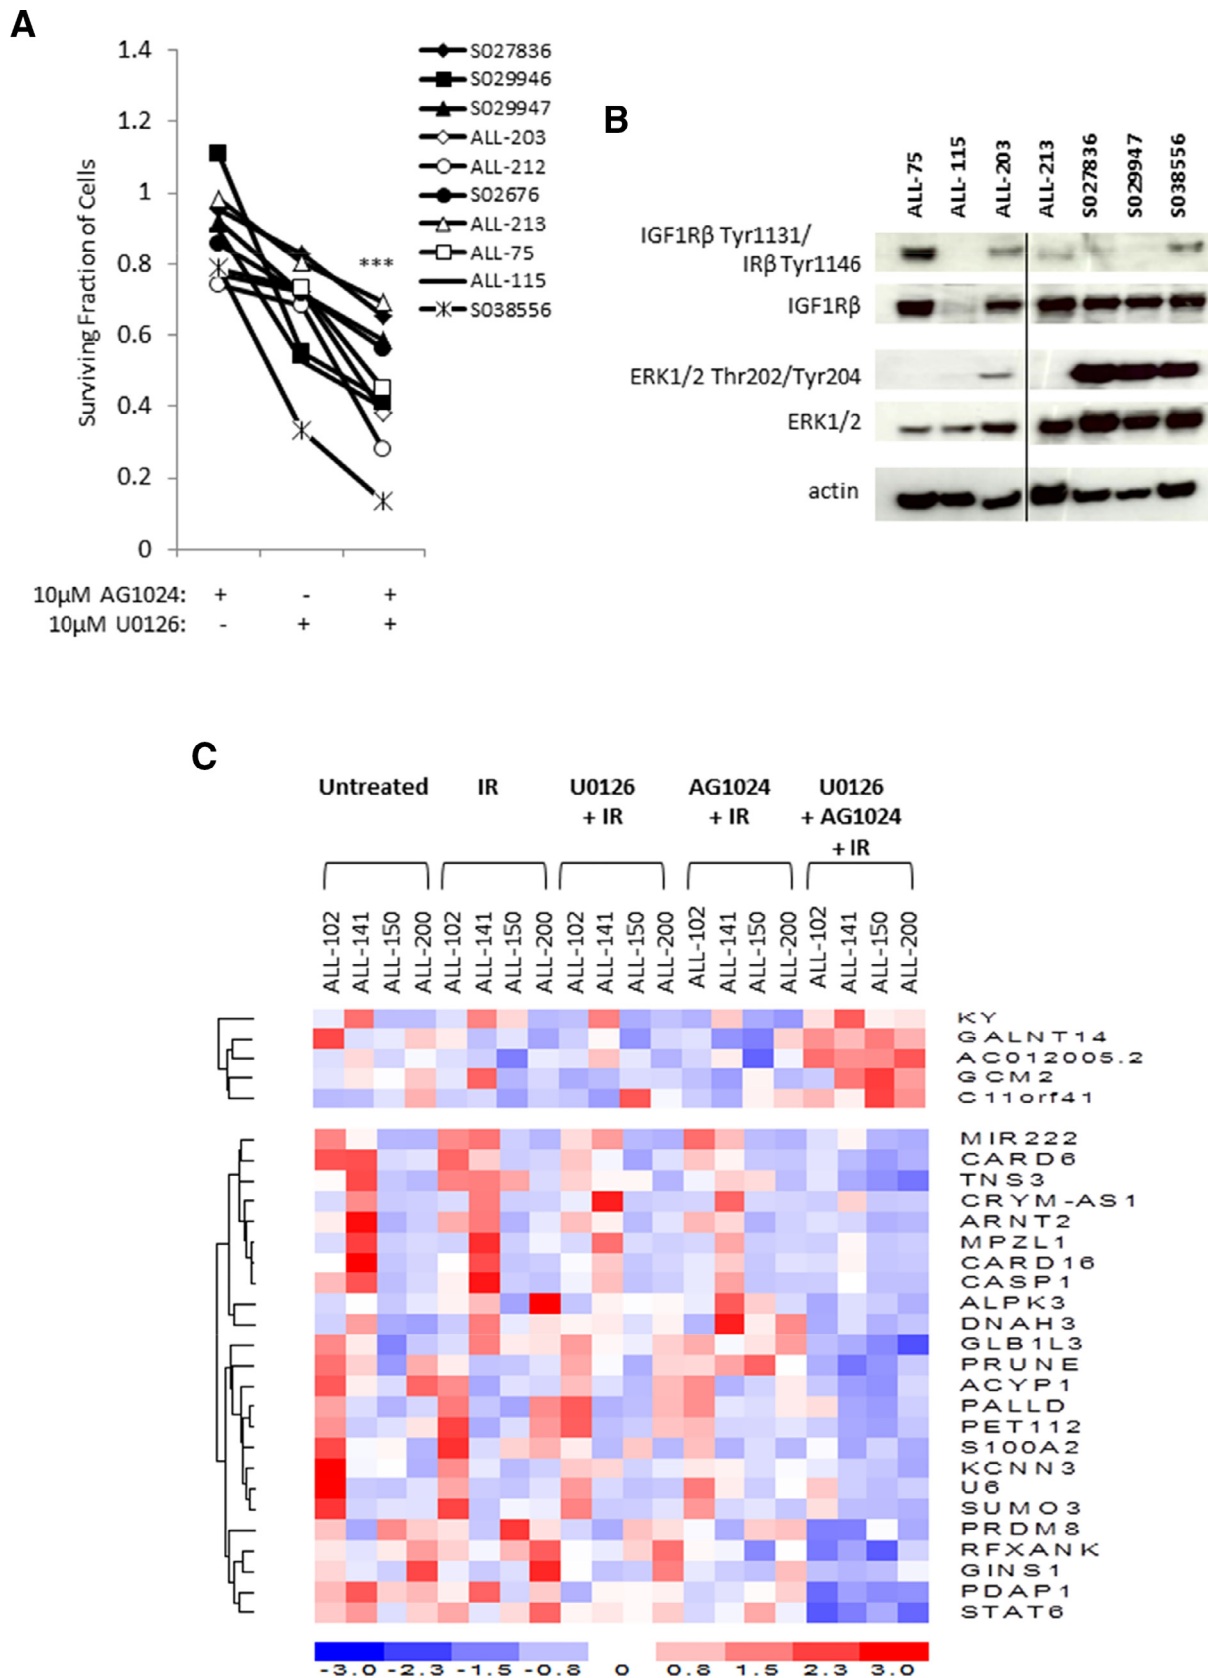 A
1.4
1.2
1
0.8
0.6
0.4
0.2
0
Surviving Fraction of Cells
***
10µM AG1024: + - +
10µM U0126: - + +
S027836
S029946
S029947
ALL-203
ALL-212
S02676
ALL-213
ALL-75
ALL-115
S038556
B
ALL-75
ALL- 115
ALL-203
ALL-213
S027836
S029947
S038556
IGF1Rβ Tyr1131/
IRβ Tyr1146
IGF1Rβ
ERK1/2 Thr202/Tyr204
ERK1/2
actin
C
Untreated
IR
U0126
+ IR
AG1024
+ IR
U0126
+ AG1024
+ IR
ALL-102
ALL-141
ALL-150
ALL-200
ALL-102
ALL-141
ALL-150
ALL-200
ALL-102
ALL-141
ALL-150
ALL-200
ALL-102
ALL-141
ALL-150
ALL-200
ALL-102
ALL-141
ALL-150
ALL-200
KY
GALNT14
AC012005.2
GCM2
C11orf41
MIR222
CARD6
TNS3
CRYM-AS1
ARNT2
MPZL1
CARD16
CASP1
ALPK3
DNAH3
GLB1L3
PRUNE
ACYP1
PALLD
PET112
S100A2
KCNN3
U6
SUMO3
PRDM8
RFXANK
GINS1
PDAP1
STAT6
-3.0 -2.3 -1.5 -0.8 0 0.8 1.5 2.3 3.0